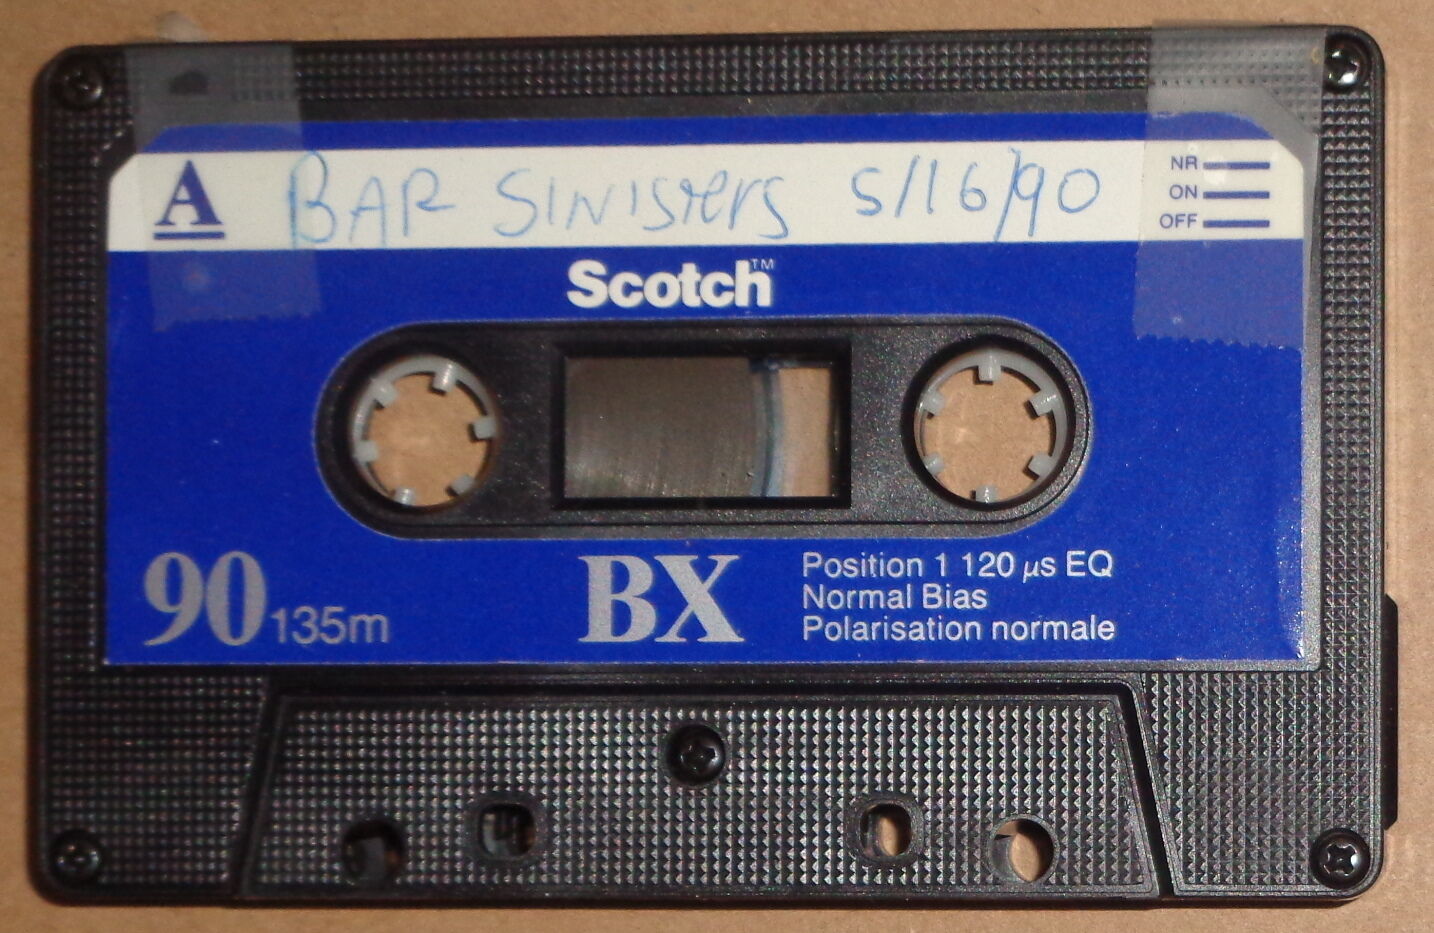 A BAR SINISTERS 5/16/90
NR
ON
OFF
Scotch™
90 135m
BX
Position 1 120 µs EQ
Normal Bias
Polarisation normale